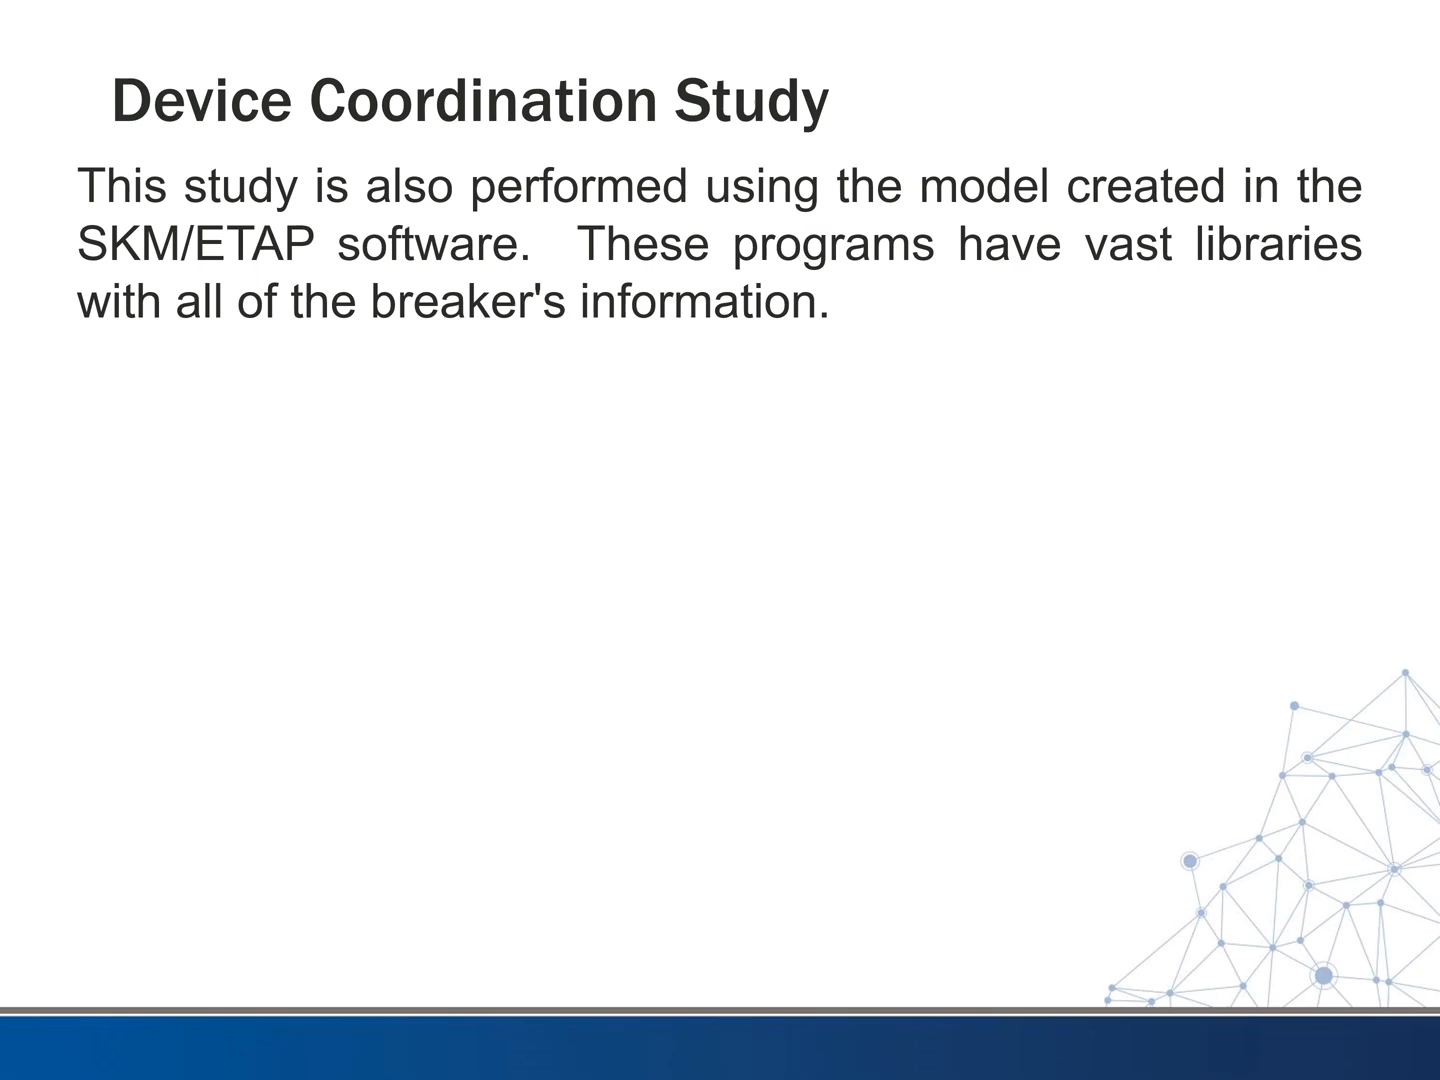 Device Coordination Study
This study is also performed using the model created in the
SKM/ETAP software.  These programs have vast libraries
with all of the breaker's information.